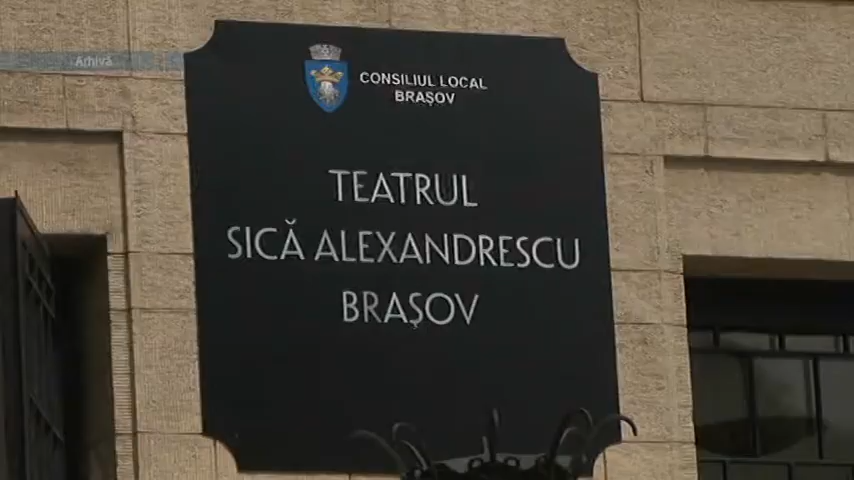 Arhivă
CONSILIUL LOCAL
BRAȘOV
TEATRUL
SICĂ ALEXANDRESCU
BRAȘOV